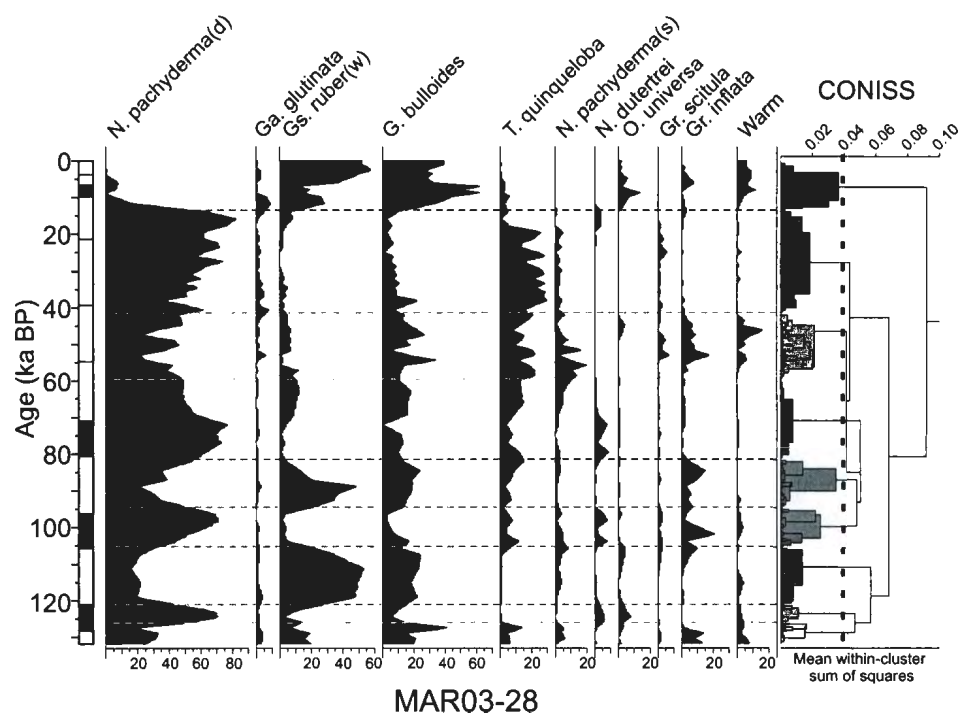 N. pachyderma(d)
Ga. glutinata
Gs. ruber(w)
G. bulloides
T. quinqueloba
N. pachyderma(s)
N. dutertrei
O. universa
Gr. scitula
Gr. inflata
Warm
CONISS
0.02 0.04 0.06 0.08 0.10
Age (ka BP)
0
20
40
60
80
100
120
20 40 60 80
20 40 60
20 40 60
20
20
20
20
20
Mean within-cluster
sum of squares
MAR03-28